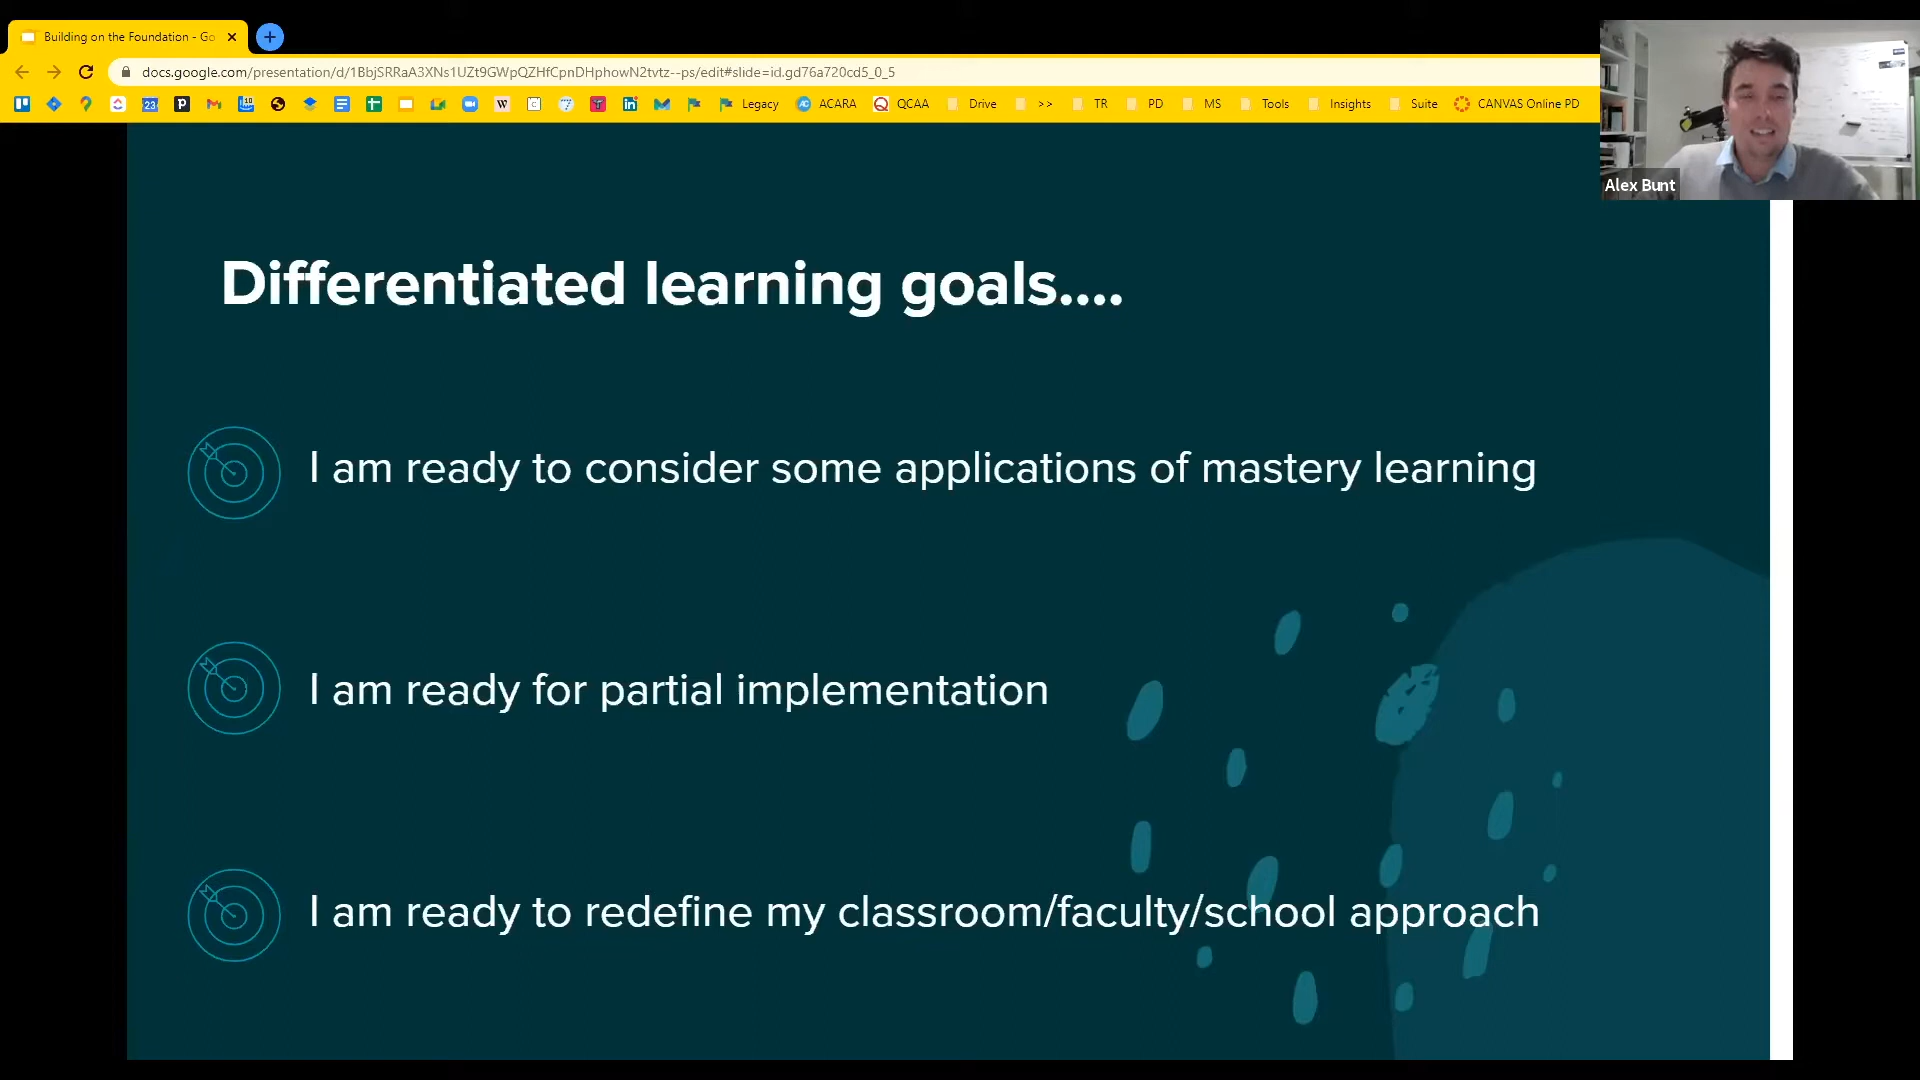 Building on the Foundation - Go
docs.google.com/presentation/d/1BbjSRRaA3XNs1UZt9GWpQZHfCpnDHphowN2tvtz--ps/edit#slide=id.gd76a720cd5_0_5
Legacy ACARA QCAA Drive >> TR PD MS Tools Insights Suite CANVAS Online PD
Alex Bunt
Differentiated learning goals....
I am ready to consider some applications of mastery learning
I am ready for partial implementation
I am ready to redefine my classroom/faculty/school approach